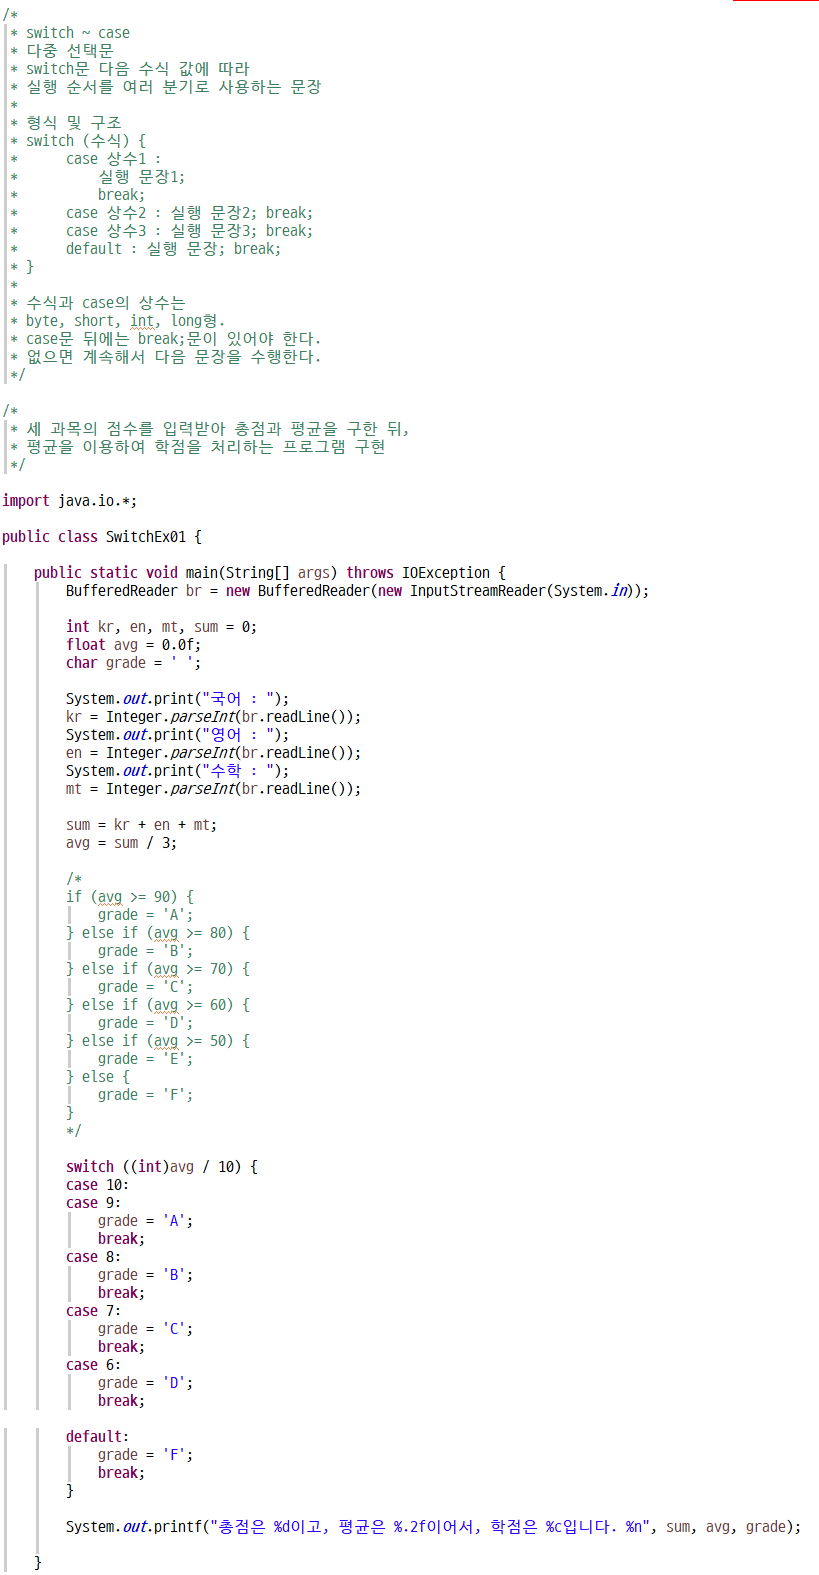 /*
 * switch ~ case
 * 다중 선택문
 * switch문 다음 수식 값에 따라
 * 실행 순서를 여러 분기로 사용하는 문장
 *
 * 형식 및 구조
 * switch (수식) {
 *      case 상수1 :
 *          실행 문장1;
 *          break;
 *      case 상수2 : 실행 문장2; break;
 *      case 상수3 : 실행 문장3; break;
 *      default : 실행 문장; break;
 * }
 *
 * 수식과 case의 상수는
 * byte, short, int, long형.
 * case문 뒤에는 break;문이 있어야 한다.
 * 없으면 계속해서 다음 문장을 수행한다.
 */
/*
 * 세 과목의 점수를 입력받아 총점과 평균을 구한 뒤,
 * 평균을 이용하여 학점을 처리하는 프로그램 구현
 */
import java.io.*;
public class SwitchEx01 {
    public static void main(String[] args) throws IOException {
        BufferedReader br = new BufferedReader(new InputStreamReader(System.in));
        int kr, en, mt, sum = 0;
        float avg = 0.0f;
        char grade = ' ';
        System.out.print("국어 : ");
        kr = Integer.parseInt(br.readLine());
        System.out.print("영어 : ");
        en = Integer.parseInt(br.readLine());
        System.out.print("수학 : ");
        mt = Integer.parseInt(br.readLine());
        sum = kr + en + mt;
        avg = sum / 3;
        /*
        if (avg >= 90) {
            grade = 'A';
        } else if (avg >= 80) {
            grade = 'B';
        } else if (avg >= 70) {
            grade = 'C';
        } else if (avg >= 60) {
            grade = 'D';
        } else if (avg >= 50) {
            grade = 'E';
        } else {
            grade = 'F';
        }
        */
        switch ((int)avg / 10) {
        case 10:
        case 9:
            grade = 'A';
            break;
        case 8:
            grade = 'B';
            break;
        case 7:
            grade = 'C';
            break;
        case 6:
            grade = 'D';
            break;
        default:
            grade = 'F';
            break;
        }
        System.out.printf("총점은 %d이고, 평균은 %.2f이어서, 학점은 %c입니다. %n", sum, avg, grade);
    }